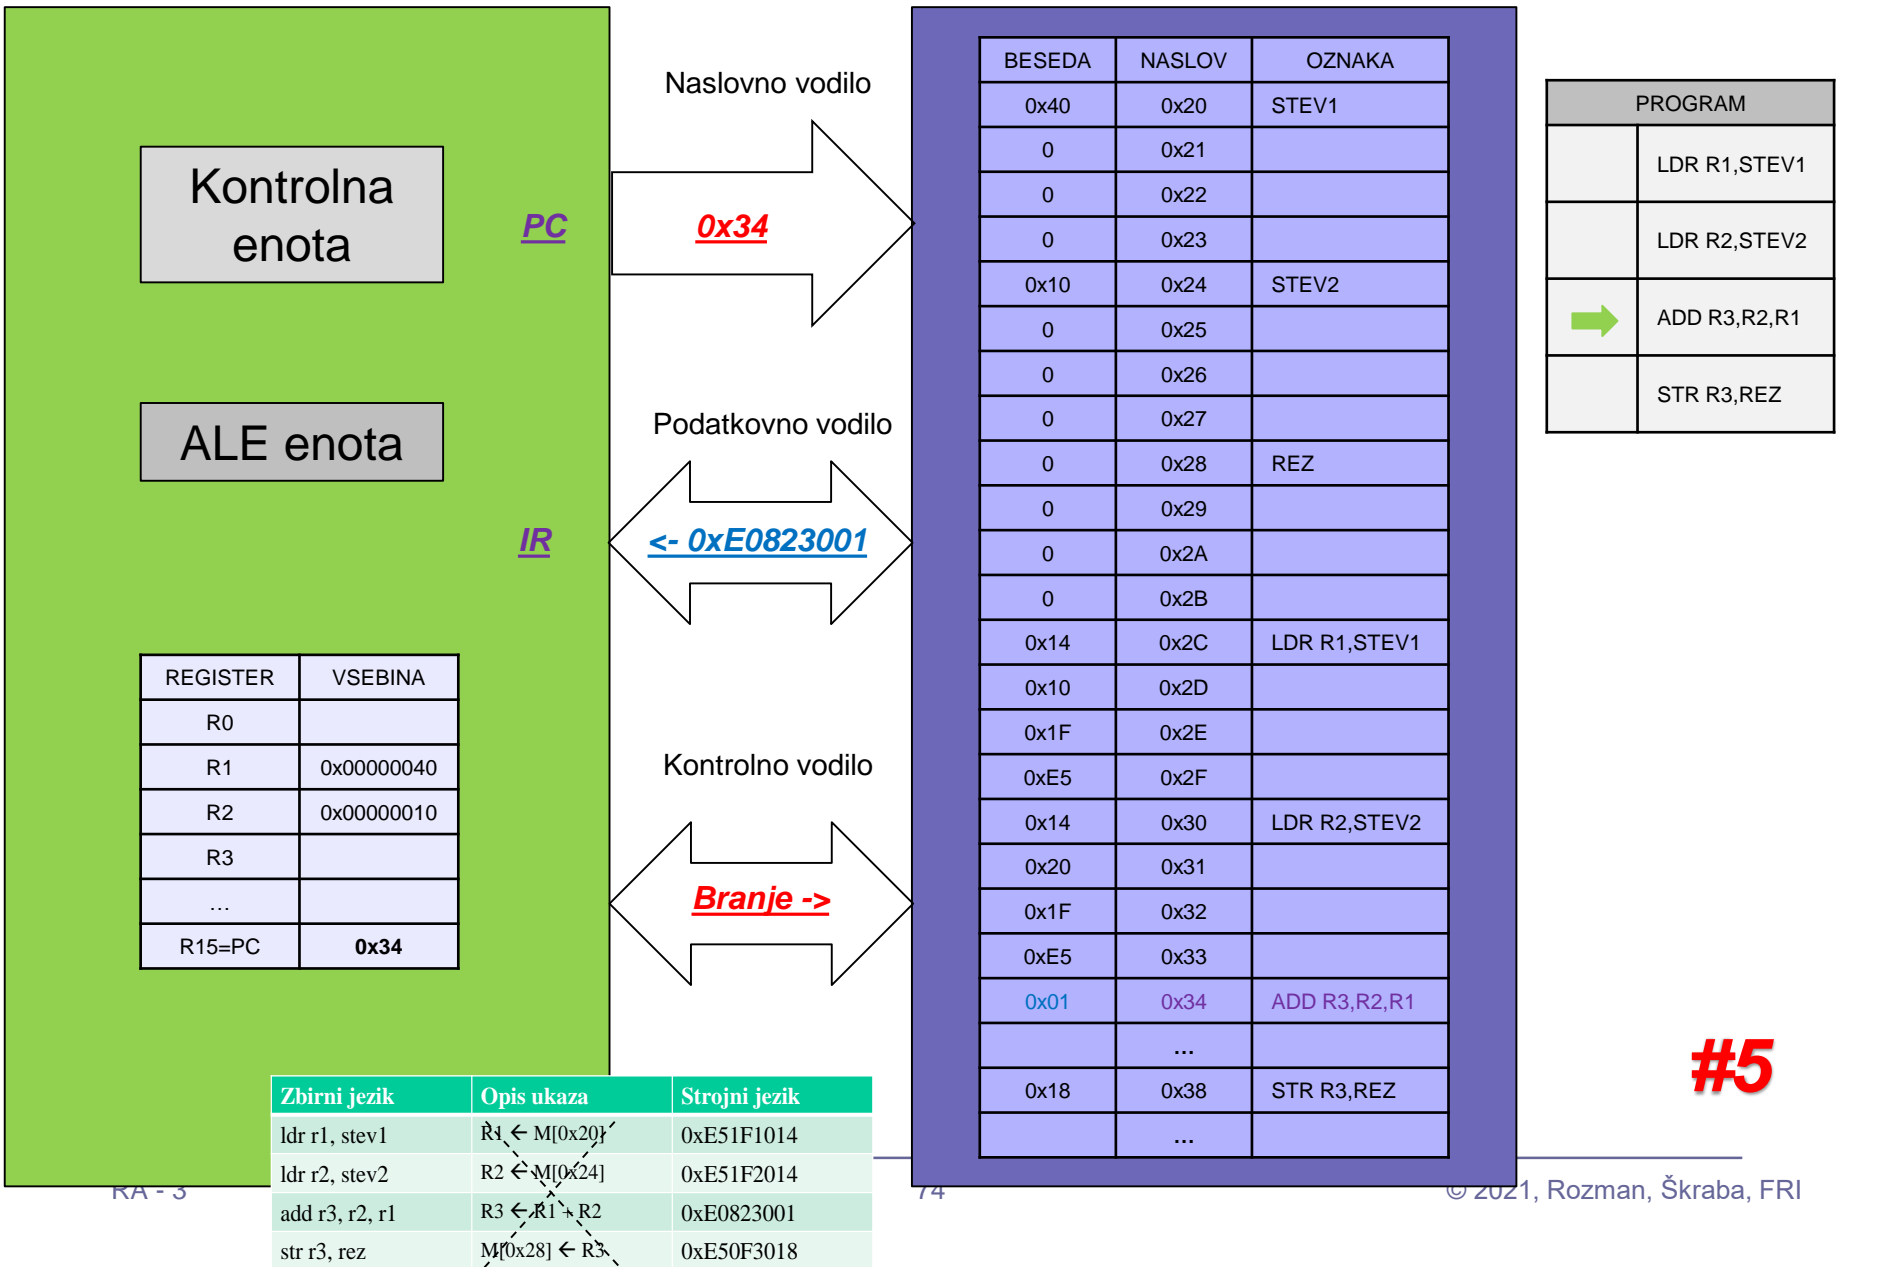 Kontrolna
enota
PC
ALE enota
IR
REGISTER VSEBINA
R0
R1 0x00000040
R2 0x00000010
R3
...
R15=PC 0x34
Naslovno vodilo
0x34
Podatkovno vodilo
<- 0xE0823001
Kontrolno vodilo
Branje ->
BESEDA NASLOV OZNAKA
0x40 0x20 STEV1
0 0x21
0 0x22
0 0x23
0x10 0x24 STEV2
0 0x25
0 0x26
0 0x27
0 0x28 REZ
0 0x29
0 0x2A
0 0x2B
0x14 0x2C LDR R1,STEV1
0x10 0x2D
0x1F 0x2E
0xE5 0x2F
0x14 0x30 LDR R2,STEV2
0x20 0x31
0x1F 0x32
0xE5 0x33
0x01 0x34 ADD R3,R2,R1
...
0x18 0x38 STR R3,REZ
...
PROGRAM
LDR R1,STEV1
LDR R2,STEV2
ADD R3,R2,R1
STR R3,REZ
#5
Zbirni jezik Opis ukaza Strojni jezik
ldr r1, stev1 R1 ← M[0x20] 0xE51F1014
ldr r2, stev2 R2 ← M[0x24] 0xE51F2014
add r3, r2, r1 R3 ← R1 + R2 0xE0823001
str r3, rez M[0x28] ← R3 0xE50F3018
RA - 3 74 © 2021, Rozman, Škraba, FRI